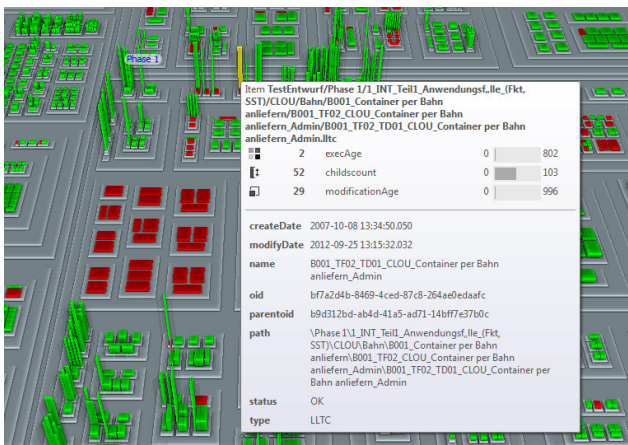 Phase 1
Item TestEntwurf/Phase 1/1_INT_Teil1_Anwendungsf,,lle_(Fkt,
SST)/CLOU/Bahn/B001_Container per Bahn
anliefern/B001_TF02_CLOU_Container per Bahn
anliefern_Admin/B001_TF02_TD01_CLOU_Container per Bahn
anliefern_Admin.lltc
2 execAge 0 802
52 childscount 0 103
29 modificationAge 0 996
createDate 2007-10-08 13:34:50.050
modifyDate 2012-09-25 13:15:32.032
name B001_TF02_TD01_CLOU_Container per Bahn
anliefern_Admin
oid bf7a2d4b-8469-4ced-87c8-264ae0edaafc
parentoid b9d312bd-ab4d-41a5-ad71-14bff7e37b0c
path \Phase 1\1_INT_Teil1_Anwendungsf,lle_(Fkt,
SST)\CLOU\Bahn\B001_Container per Bahn
anliefern\B001_TF02_CLOU_Container per Bahn
anliefern_Admin\B001_TF02_TD01_CLOU_Container per
Bahn anliefern_Admin
status OK
type LLTC